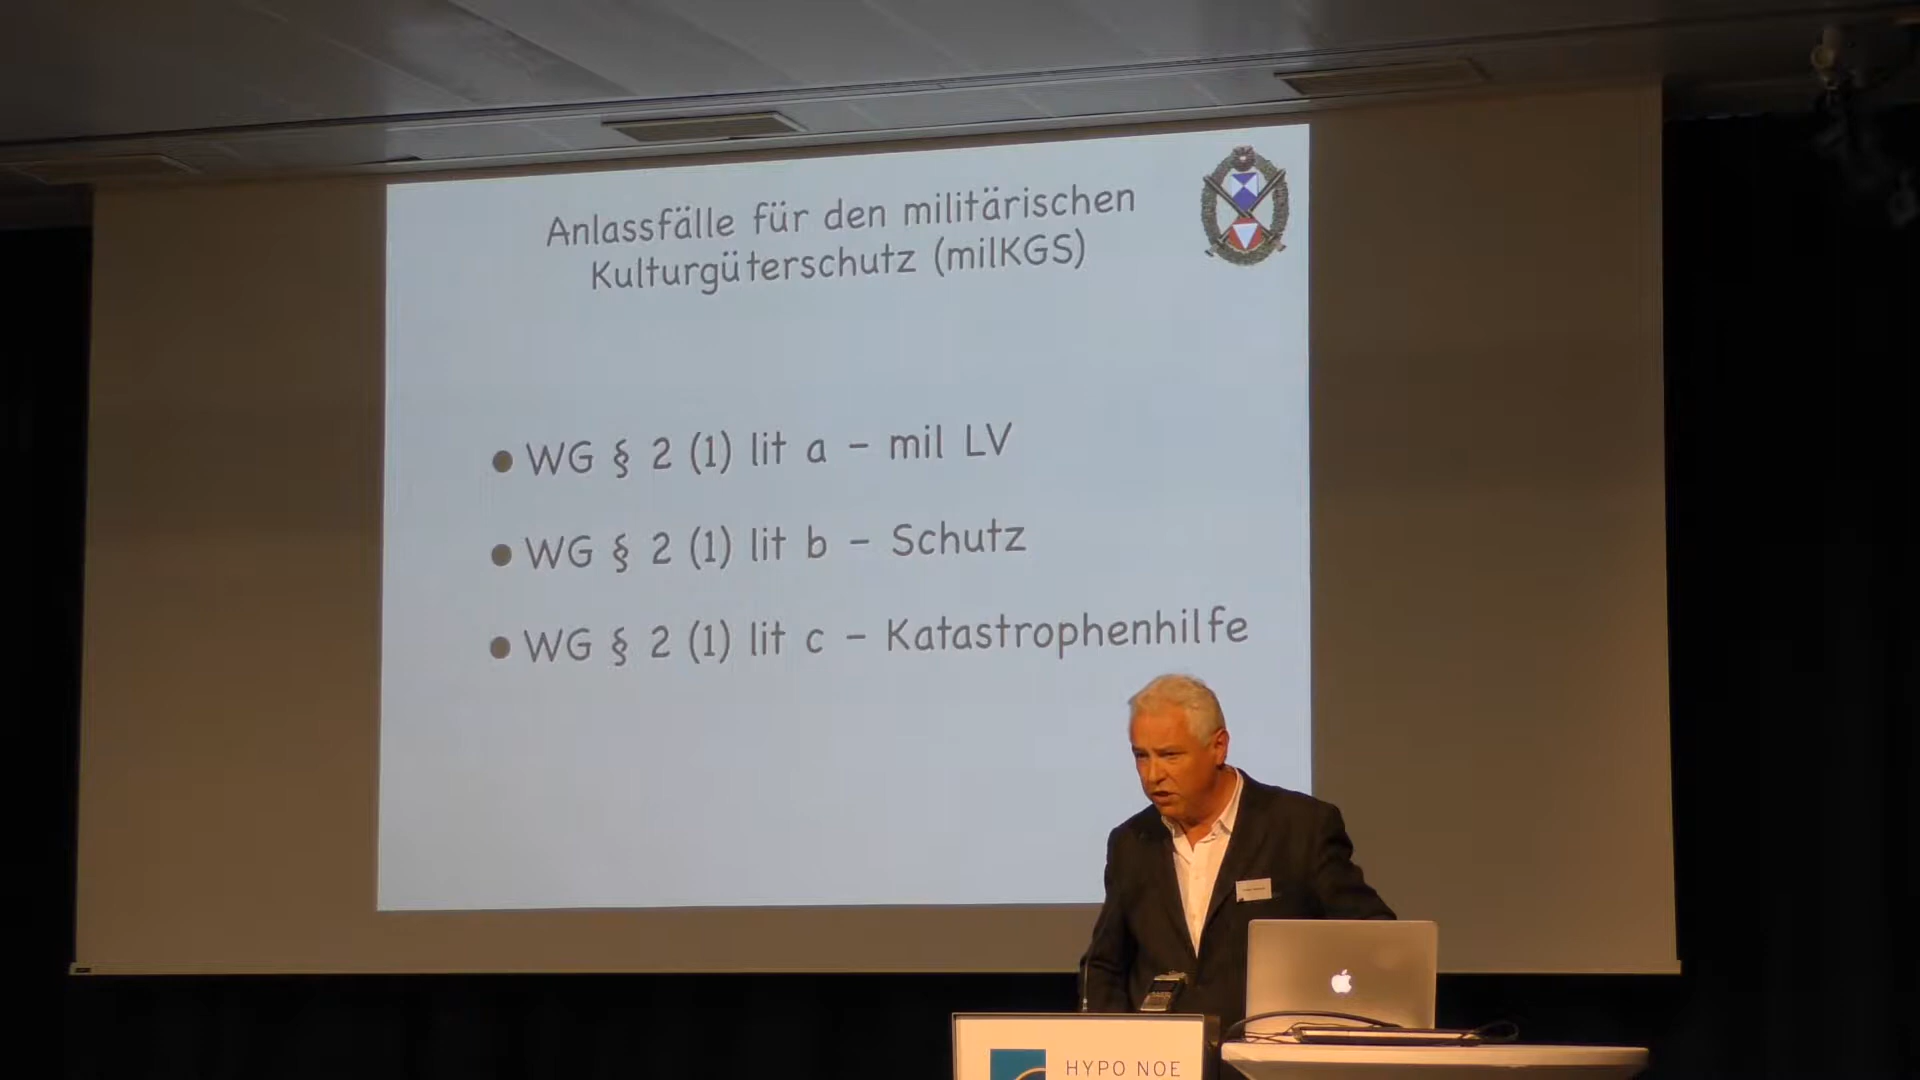 Anlassfälle für den militärischen
Kulturgüterschutz (milKGS)
● WG § 2 (1) lit a – mil LV
● WG § 2 (1) lit b – Schutz
● WG § 2 (1) lit c – Katastrophenhilfe
HYPO NOE